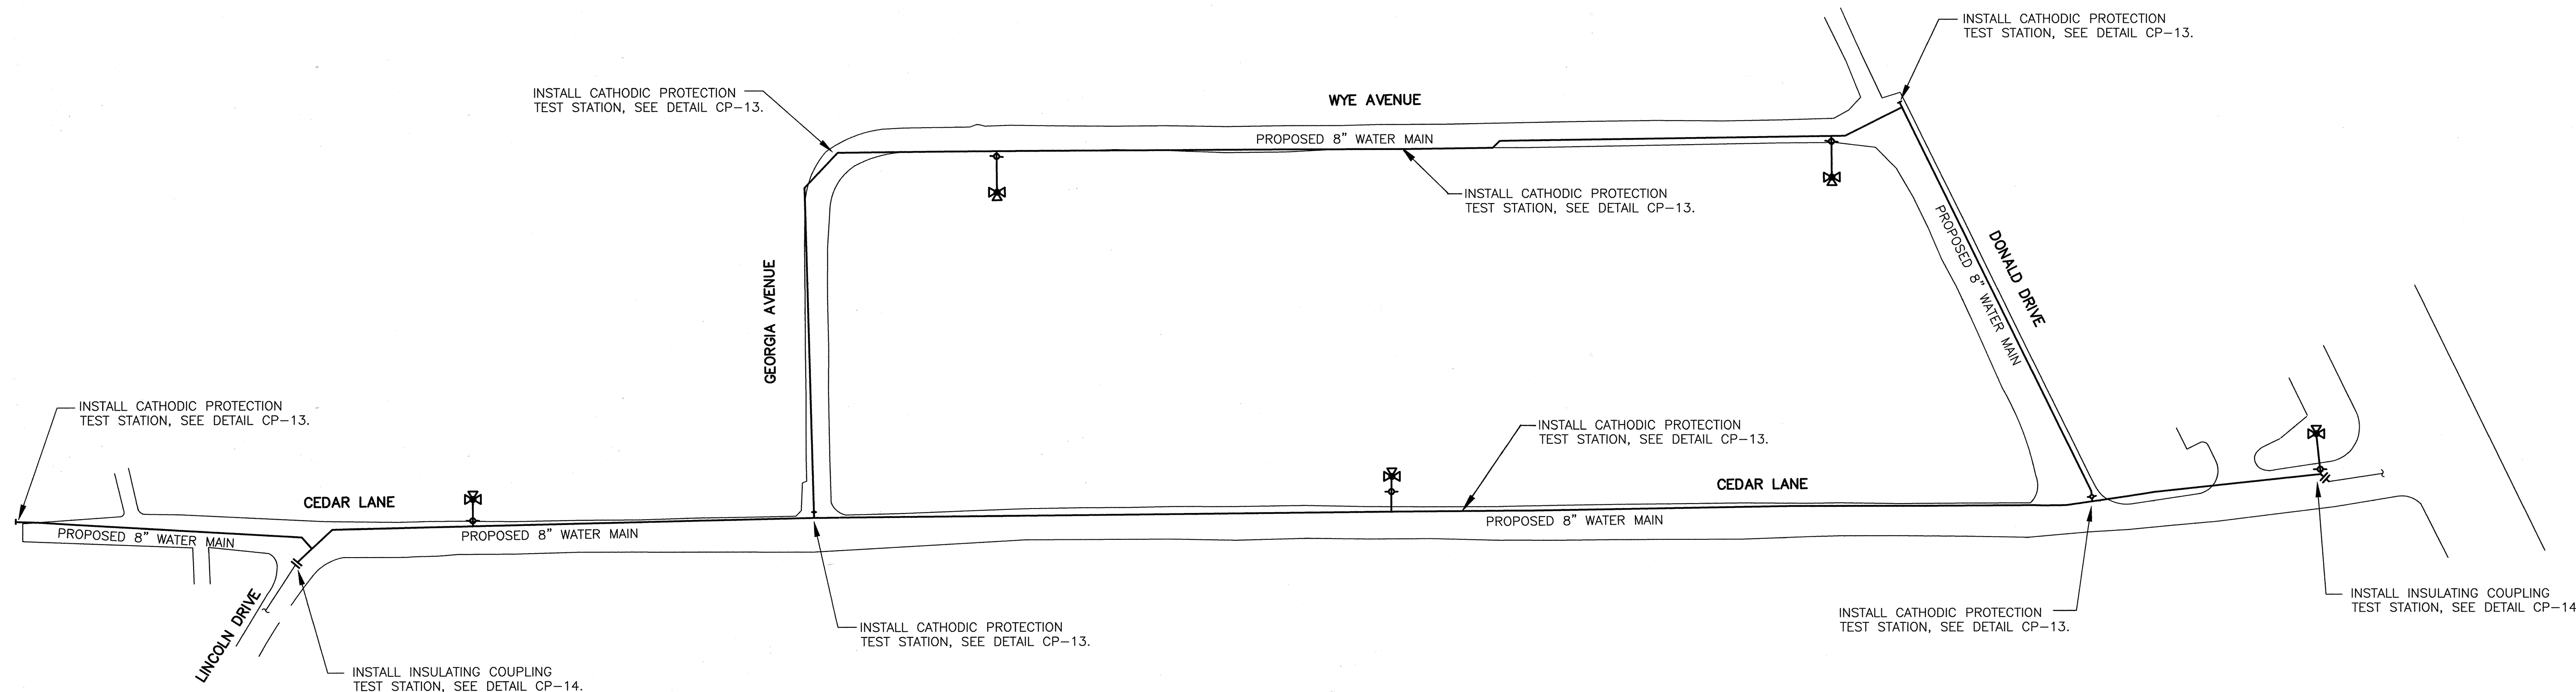 INSTALL CATHODIC PROTECTION
TEST STATION, SEE DETAIL CP-13.
INSTALL CATHODIC PROTECTION
TEST STATION, SEE DETAIL CP-13.
WYE AVENUE
PROPOSED 8" WATER MAIN
INSTALL CATHODIC PROTECTION
TEST STATION, SEE DETAIL CP-13.
GEORGIA AVENUE
PROPOSED 8" WATER MAIN
DONALD DRIVE
INSTALL CATHODIC PROTECTION
TEST STATION, SEE DETAIL CP-13.
INSTALL CATHODIC PROTECTION
TEST STATION, SEE DETAIL CP-13.
CEDAR LANE
CEDAR LANE
PROPOSED 8" WATER MAIN
PROPOSED 8" WATER MAIN
PROPOSED 8" WATER MAIN
LINCOLN DRIVE
INSTALL INSULATING COUPLING
TEST STATION, SEE DETAIL CP-14.
INSTALL CATHODIC PROTECTION
TEST STATION, SEE DETAIL CP-13.
INSTALL CATHODIC PROTECTION
TEST STATION, SEE DETAIL CP-13.
INSTALL INSULATING COUPLING
TEST STATION, SEE DETAIL CP-14